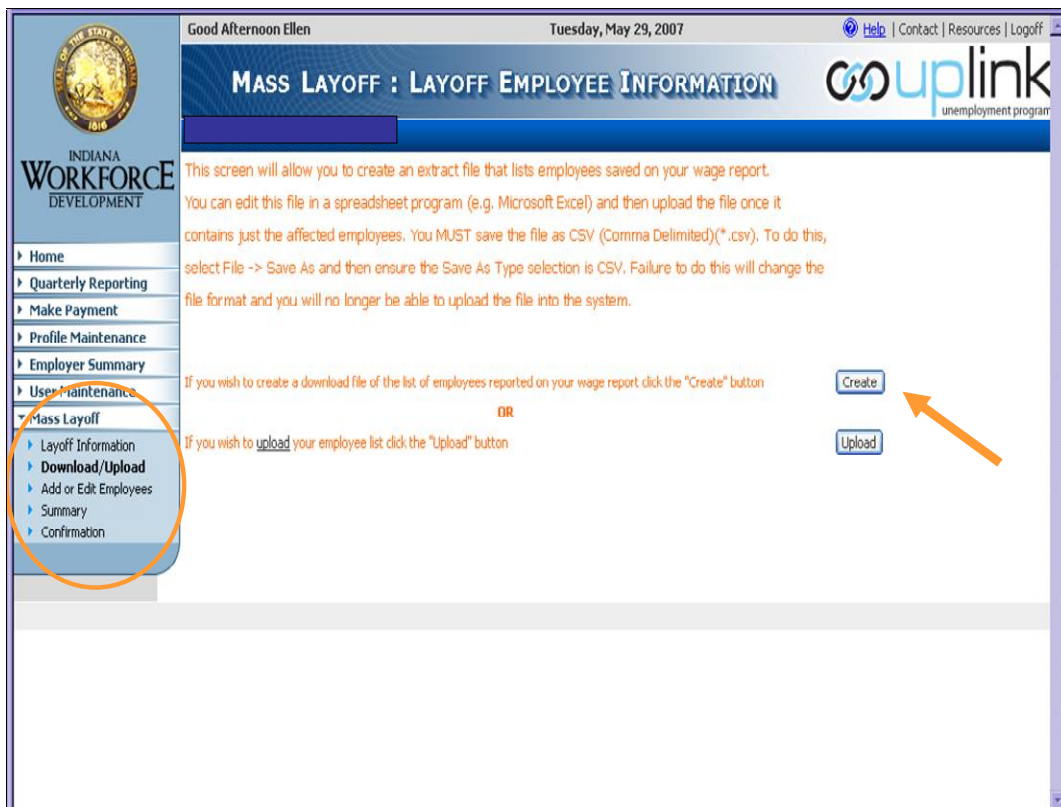 Good Afternoon Ellen Tuesday, May 29, 2007 Help | Contact | Resources | Logoff
SEAL OF THE STATE OF INDIANA
1816
MASS LAYOFF : LAYOFF EMPLOYEE INFORMATION
uplink
unemployment program
INDIANA
WORKFORCE
DEVELOPMENT
Home
Quarterly Reporting
Make Payment
Profile Maintenance
Employer Summary
User Maintenance
Mass Layoff
Layoff Information
Download/Upload
Add or Edit Employees
Summary
Confirmation
This screen will allow you to create an extract file that lists employees saved on your wage report.
You can edit this file in a spreadsheet program (e.g. Microsoft Excel) and then upload the file once it
contains just the affected employees. You MUST save the file as CSV (Comma Delimited)(*.csv). To do this,
select File -> Save As and then ensure the Save As Type selection is CSV. Failure to do this will change the
file format and you will no longer be able to upload the file into the system.
If you wish to create a download file of the list of employees reported on your wage report click the "Create" button Create
OR
If you wish to upload your employee list click the "Upload" button Upload